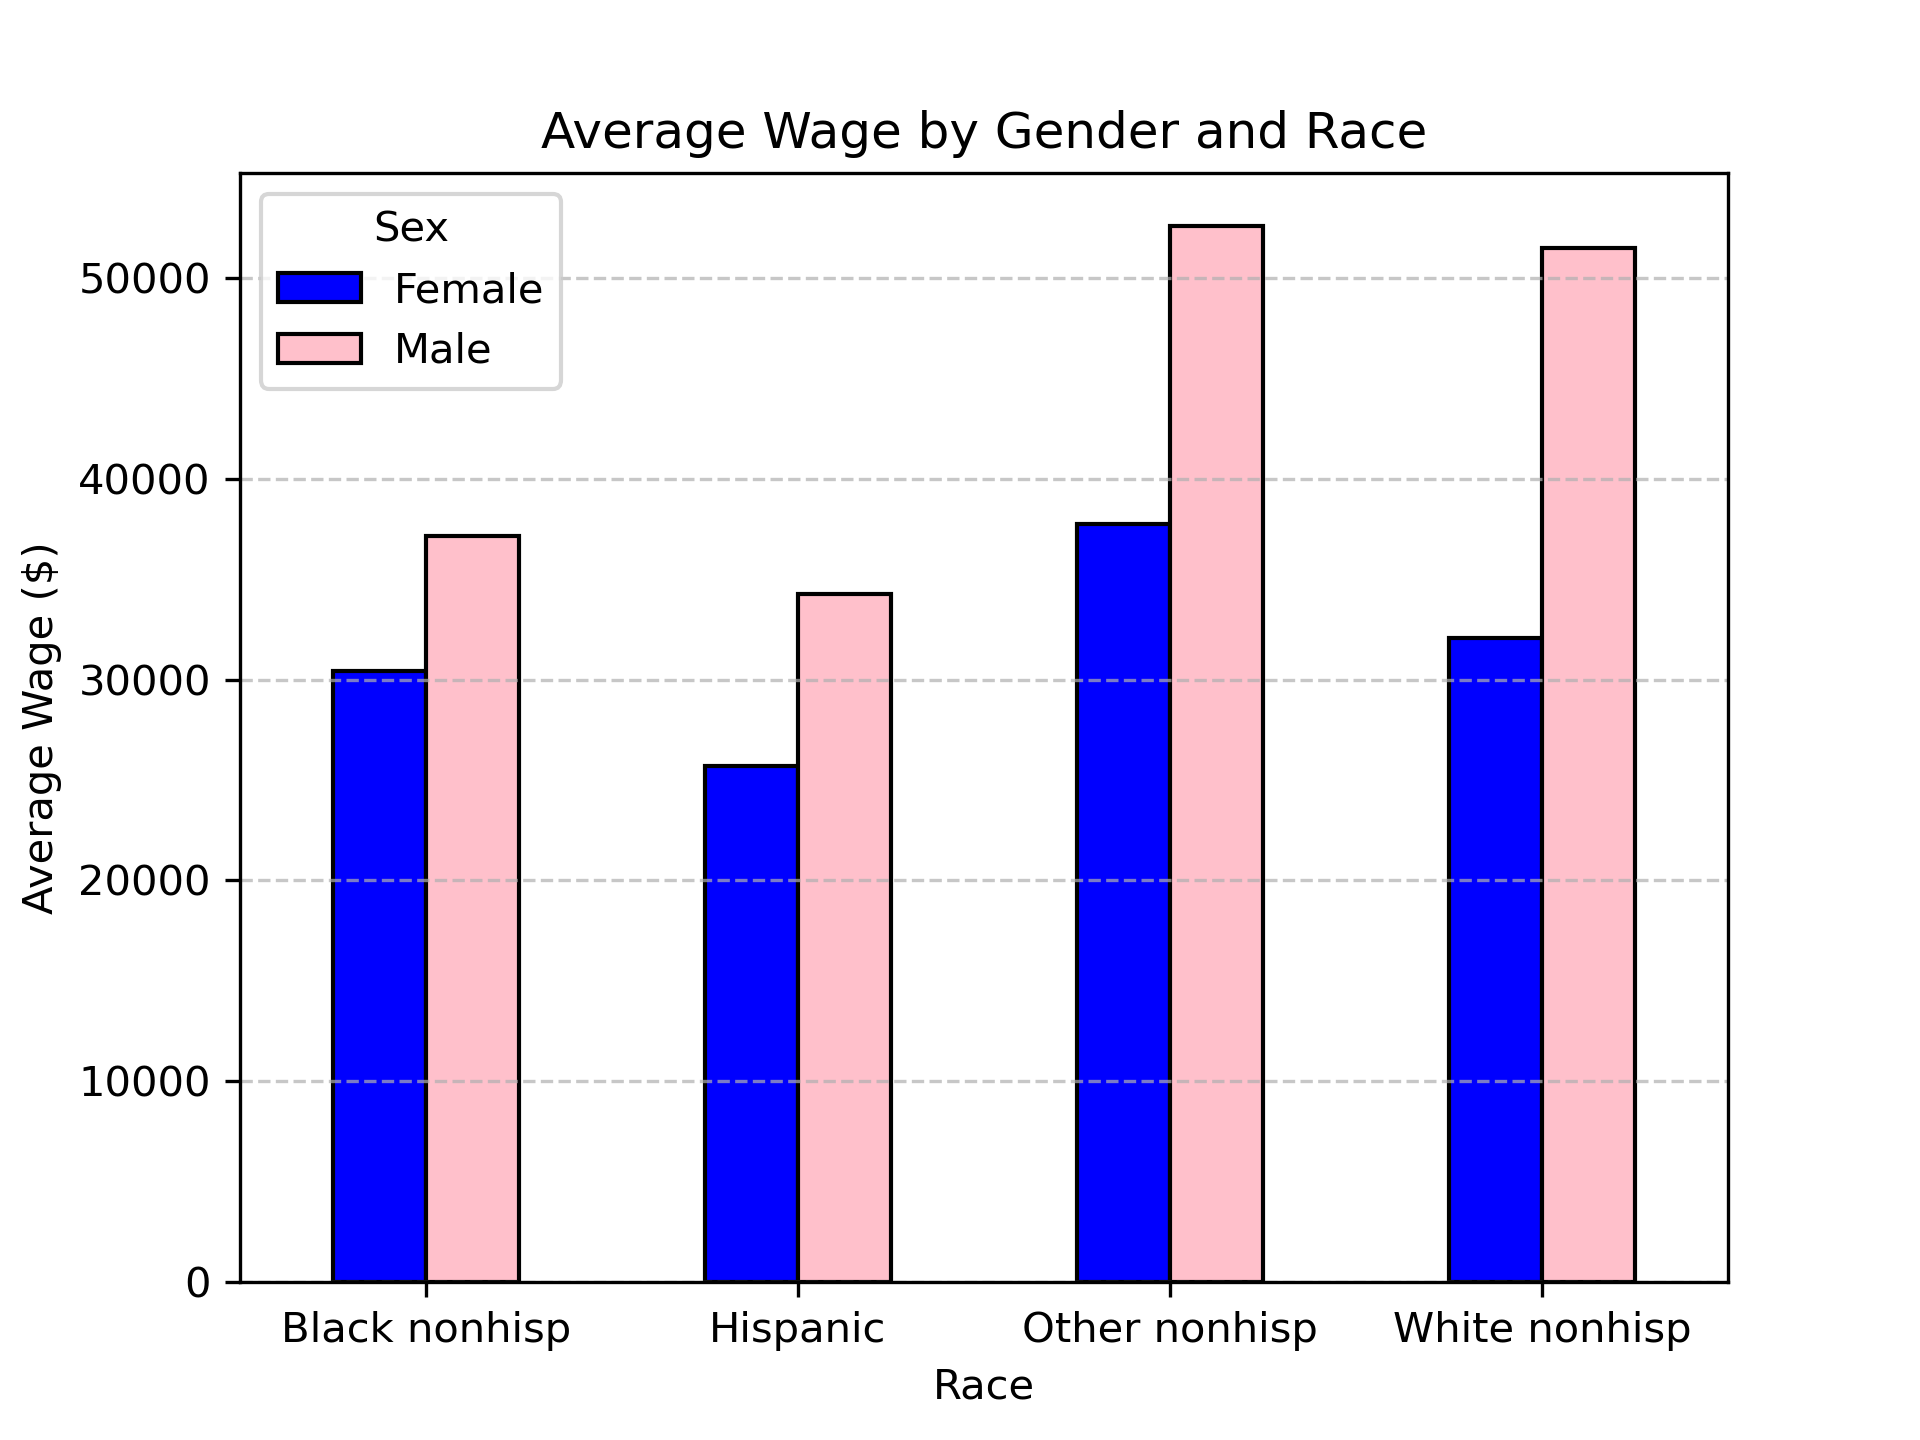 Average Wage by Gender and Race
Sex
Female
Male
50000
40000
30000
20000
10000
0
Average Wage ($)
Black nonhisp
Hispanic
Other nonhisp
White nonhisp
Race